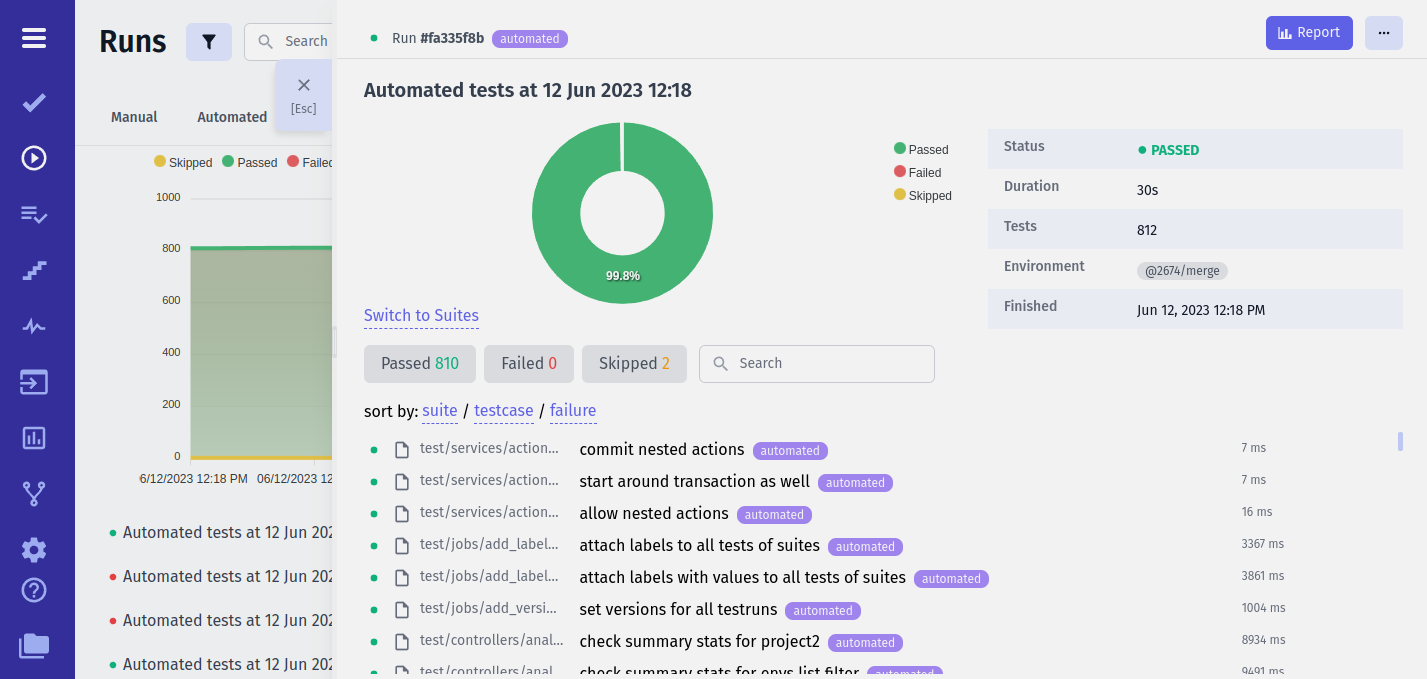 Runs
Search
[Esc]
Manual
Automated
Skipped
Passed
Failed
1000
800
600
400
200
0
6/12/2023 12:18 PM
06/12/2023 12
Automated tests at 12 Jun 202
Automated tests at 12 Jun 202
Automated tests at 12 Jun 202
Automated tests at 12 Jun 202
Run #fa335f8b automated
Report
...
Automated tests at 12 Jun 2023 12:18
99.8%
Passed
Failed
Skipped
Status PASSED
Duration 30s
Tests 812
Environment @2674/merge
Finished Jun 12, 2023 12:18 PM
Switch to Suites
Passed 810
Failed 0
Skipped 2
Search
sort by: suite / testcase / failure
test/services/action... commit nested actions automated 7 ms
test/services/action... start around transaction as well automated 7 ms
test/services/action... allow nested actions automated 16 ms
test/jobs/add_label... attach labels to all tests of suites automated 3367 ms
test/jobs/add_label... attach labels with values to all tests of suites automated 3861 ms
test/jobs/add_versi... set versions for all testruns automated 1004 ms
test/controllers/anal... check summary stats for project2 automated 8934 ms
test/controllers/anal... check summary stats for envs list filter automated 9491 ms